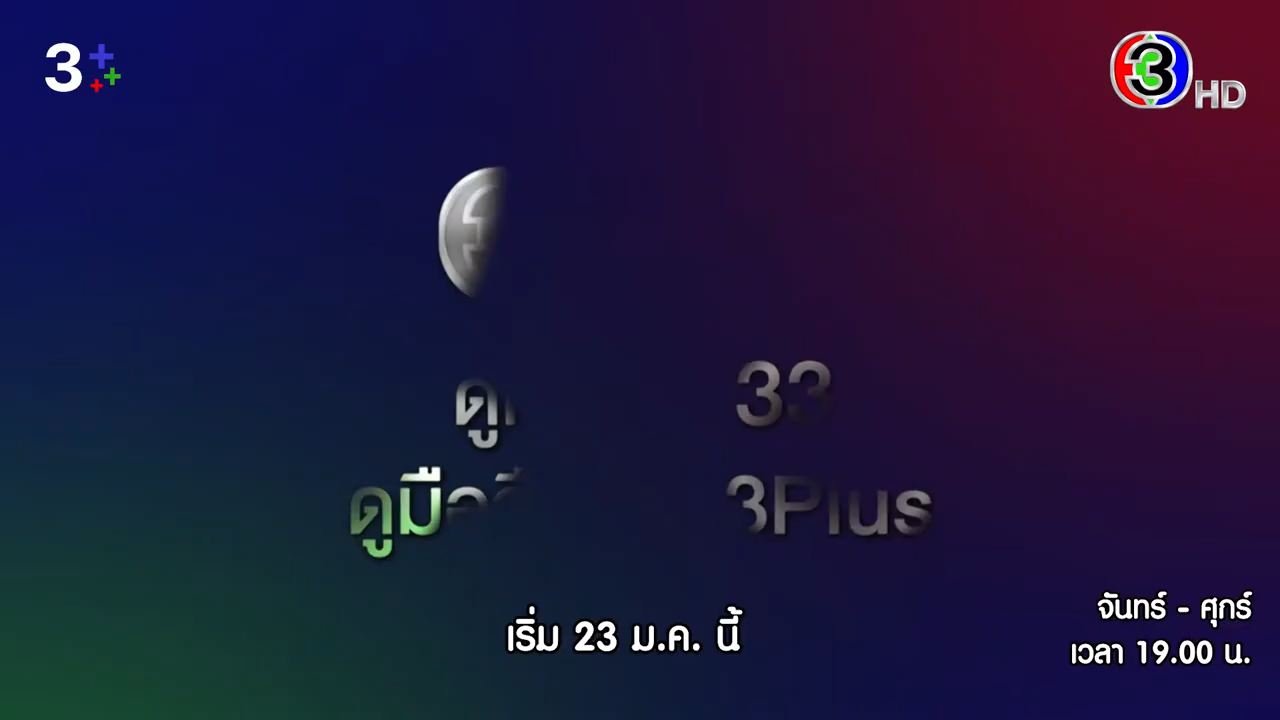 3
3 HD
33
3Plus
เริ่ม 23 ม.ค. นี้
จันทร์ - ศุกร์
เวลา 19.00 น.